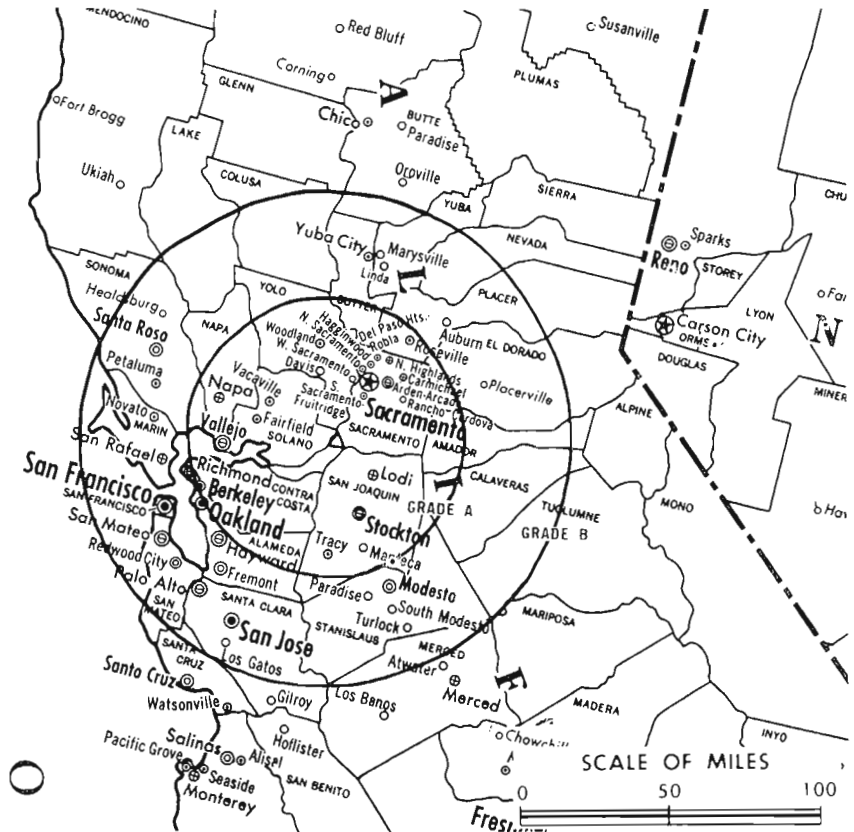 MENDOCINO
Red Bluff
Susanville
Corning
PLUMAS
GLENN
A
Chico
BUTTE
Paradise
Fort Bragg
LAKE
Oroville
Ukiah
COLUSA
SIERRA
YUBA
CHU
NEVADA
Sparks
Yuba City
Marysville
Reno
STOREY
Linda
L
SONOMA
YOLO
PLACER
LYON
Healdsburg
SUTTER
Carson City
N
ORMS
Santa Rosa
NAPA
Hagginwood
Del Paso Hts.
N. Sacramento
Robla
Auburn
EL DORADO
Woodland
Roseville
DOUGLAS
W. Sacramento
N. Highlands
Petaluma
Davis
Carmichael
Vacaville
S. Sacramento
Arden-Arcad
Placerville
MINER
Napa
Fruitridge
Rancho Cordova
Novato
Fairfield
Sacramento
ALPINE
MARIN
Vallejo
SOLANO
SACRAMENTO
AMADOR
San Rafael
Lodi
CALAVERAS
Richmond
CONTRA COSTA
SAN JOAQUIN
I
MONO
San Francisco
Berkeley
SAN FRANCISCO
GRADE A
TUOLUMNE
Oakland
Stockton
GRADE B
San Mateo
ALAMEDA
Hayward
Tracy
Manteca
Redwood City
Fremont
Palo Alto
Paradise
Modesto
SAN MATEO
SANTA CLARA
South Modesto
MARIPOSA
STANISLAUS
Turlock
San Jose
SANTA CRUZ
MERCED
Los Gatos
Atwater
F
Santa Cruz
Merced
Gilroy
Los Banos
MADERA
Watsonville
INYO
Hollister
Chowchill
Salinas
Alisal
SCALE OF MILES
Pacific Grove
Seaside
SAN BENITO
O
Monterey
0 50 100